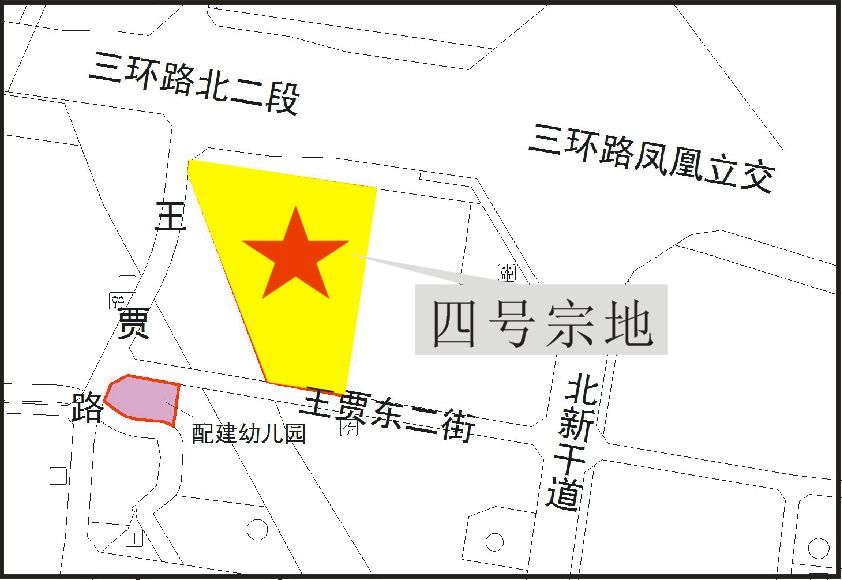 三环路北二段
三环路凤凰立交
王贾路
四号宗地
王贾东二街
北新干道
配建幼儿园